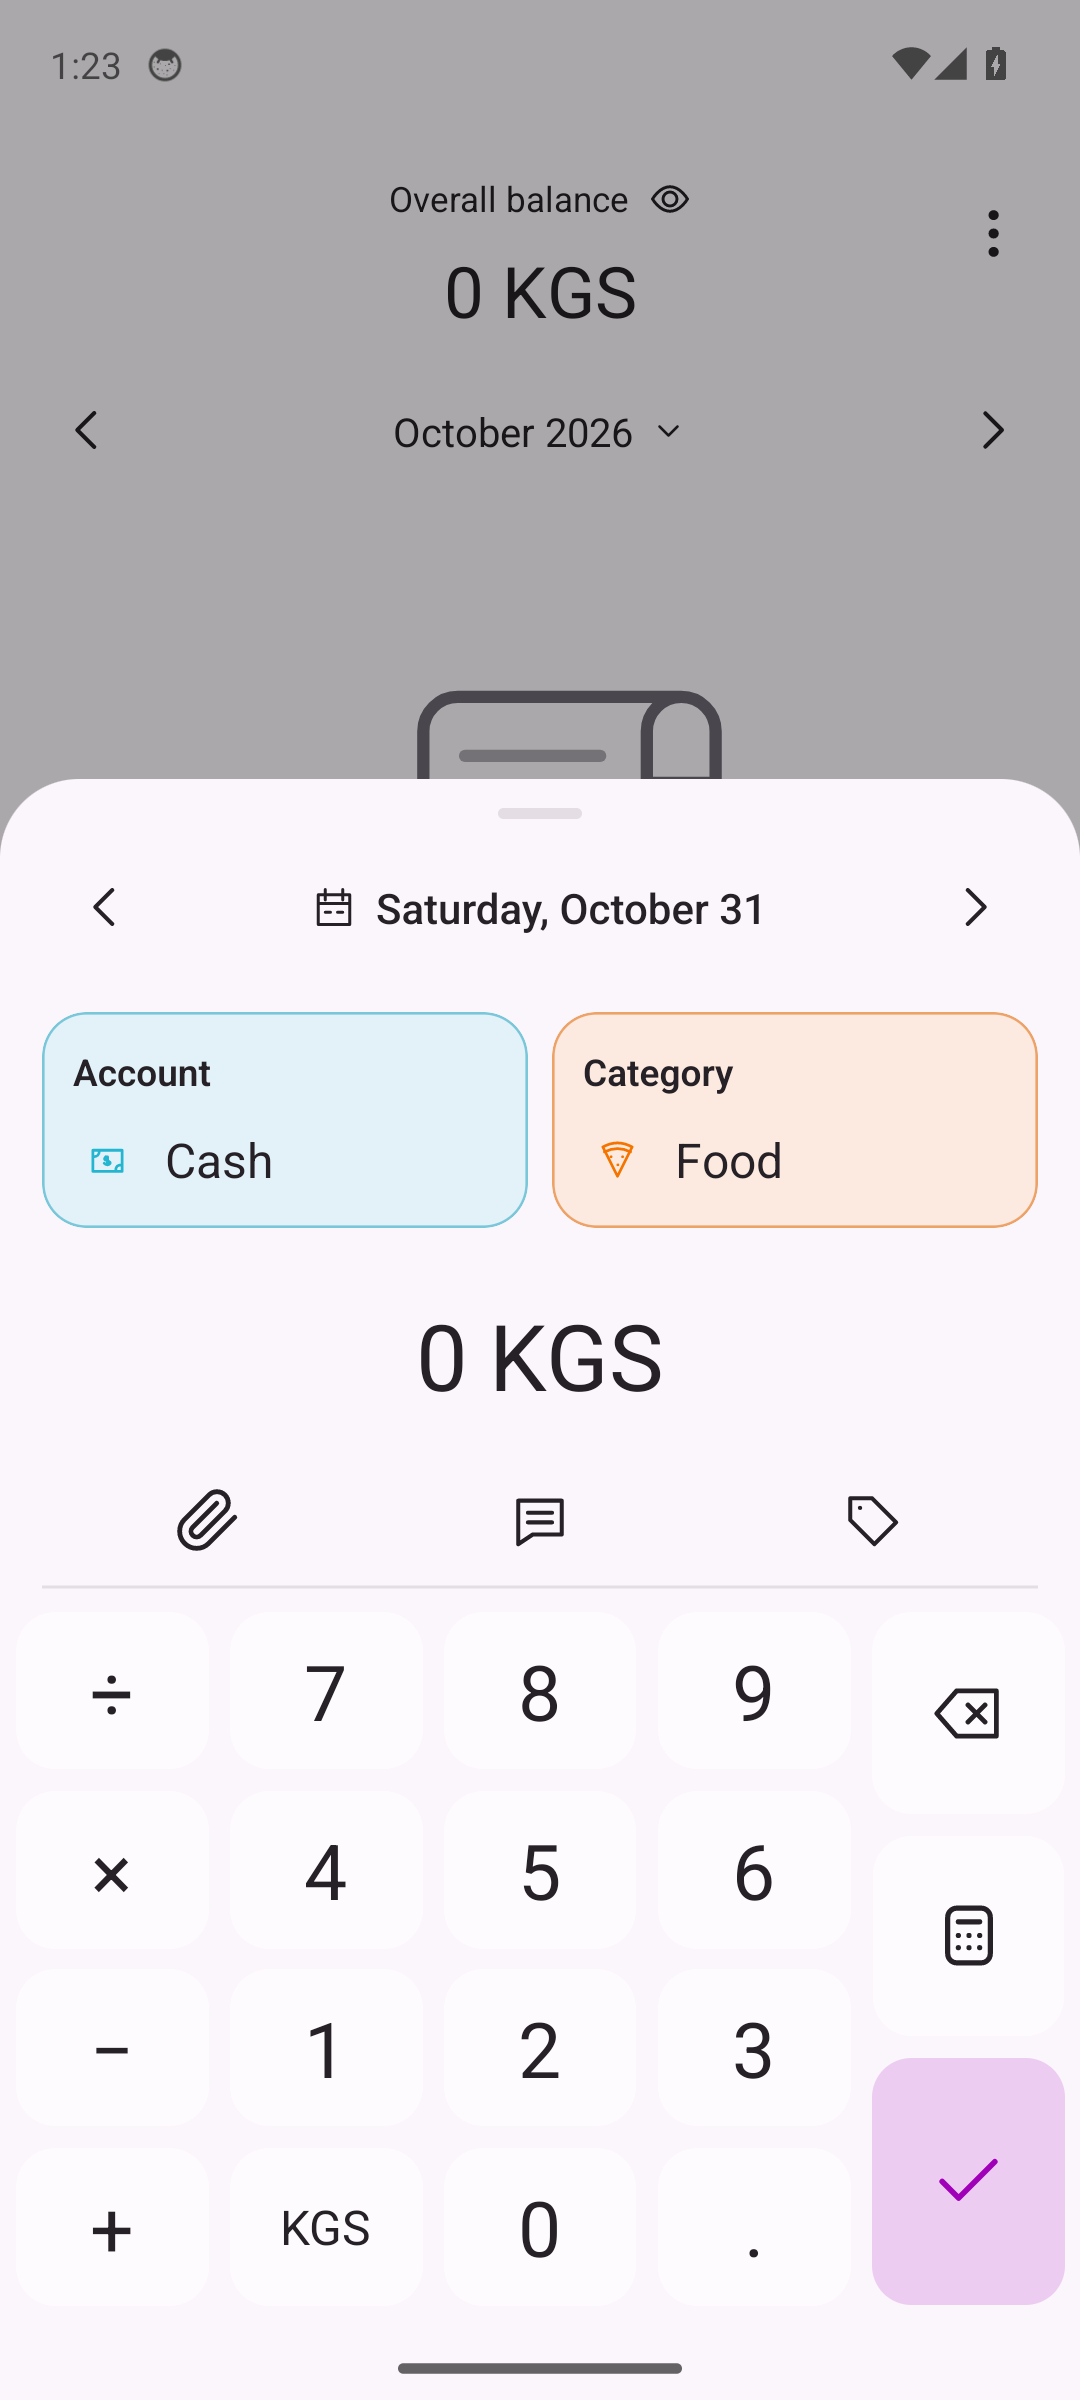 1:23
Overall balance
0 KGS
October 2026
Saturday, October 31
Account
Cash
Category
Food
0 KGS
÷ 7 8 9
× 4 5 6
− 1 2 3
+ KGS 0 .